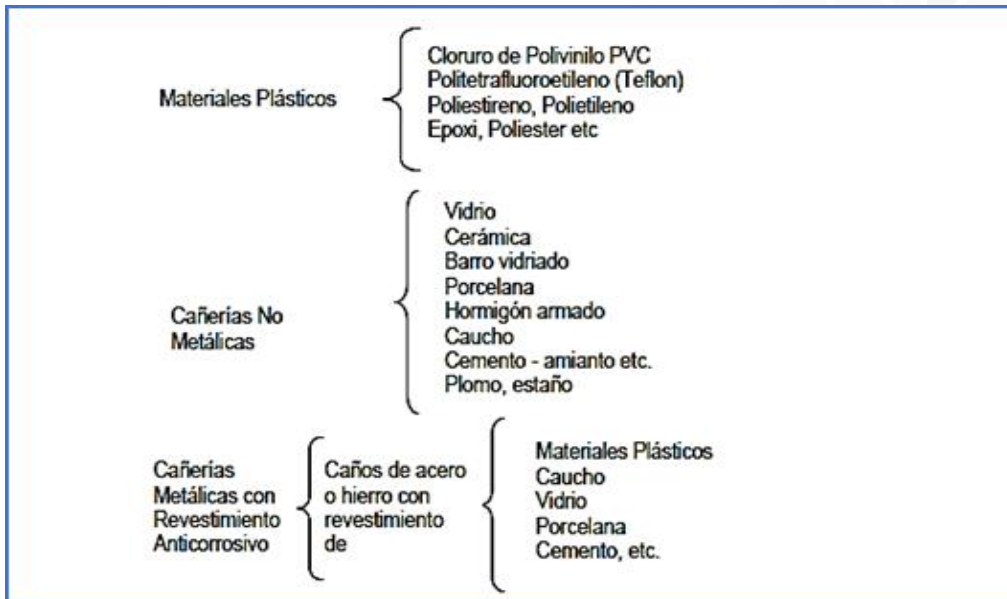 Materiales Plásticos
Cloruro de Polivinilo PVC
Politetrafluoroetileno (Teflon)
Poliestireno, Polietileno
Epoxi, Poliester etc
Cañerías No
Metálicas
Vidrio
Cerámica
Barro vidriado
Porcelana
Hormigón armado
Caucho
Cemento - amianto etc.
Plomo, estaño
Cañerías
Metálicas con
Revestimiento
Anticorrosivo
Caños de acero
o hierro con
revestimiento
de
Materiales Plásticos
Caucho
Vidrio
Porcelana
Cemento, etc.